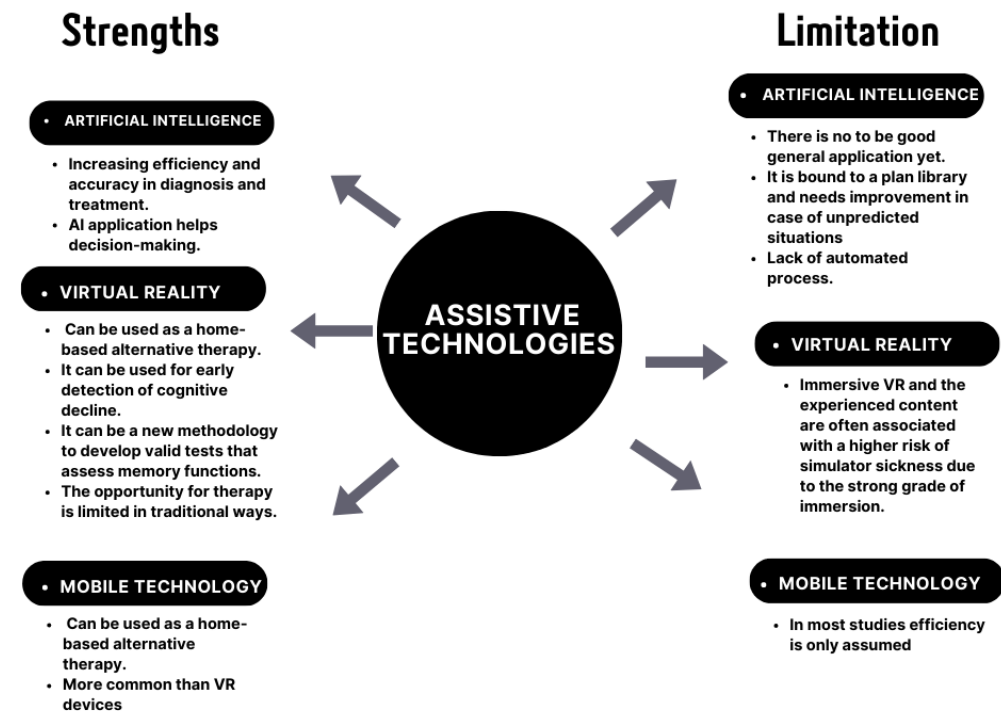 Strengths
• ARTIFICIAL INTELLIGENCE
• Increasing efficiency and
accuracy in diagnosis and
treatment.
• AI application helps
decision-making.
• VIRTUAL REALITY
• Can be used as a home-
based alternative therapy.
• It can be used for early
detection of cognitive
decline.
• It can be a new methodology
to develop valid tests that
assess memory functions.
• The opportunity for therapy
is limited in traditional ways.
• MOBILE TECHNOLOGY
• Can be used as a home-
based alternative
therapy.
• More common than VR
devices
ASSISTIVE
TECHNOLOGIES
Limitation
• ARTIFICIAL INTELLIGENCE
• There is no to be good
general application yet.
• It is bound to a plan library
and needs improvement in
case of unpredicted
situations
• Lack of automated
process.
• VIRTUAL REALITY
• Immersive VR and the
experienced content
are often associated
with a higher risk of
simulator sickness due
to the strong grade of
immersion.
• MOBILE TECHNOLOGY
• In most studies efficiency
is only assumed